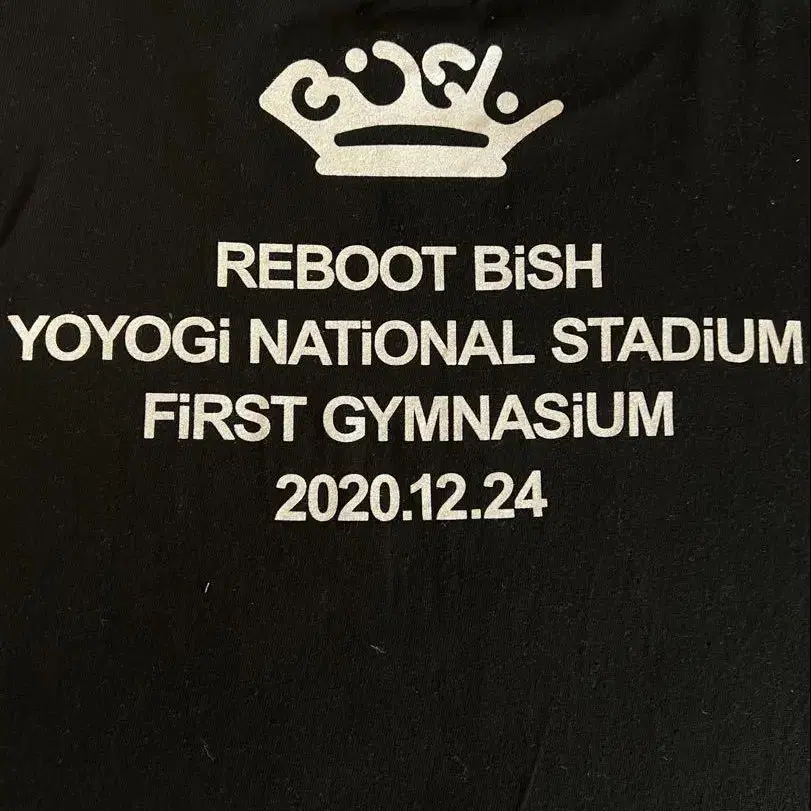 REBOOT BiSH
YOYOGi NATiONAL STADiUM
FiRST GYMNASiUM
2020.12.24